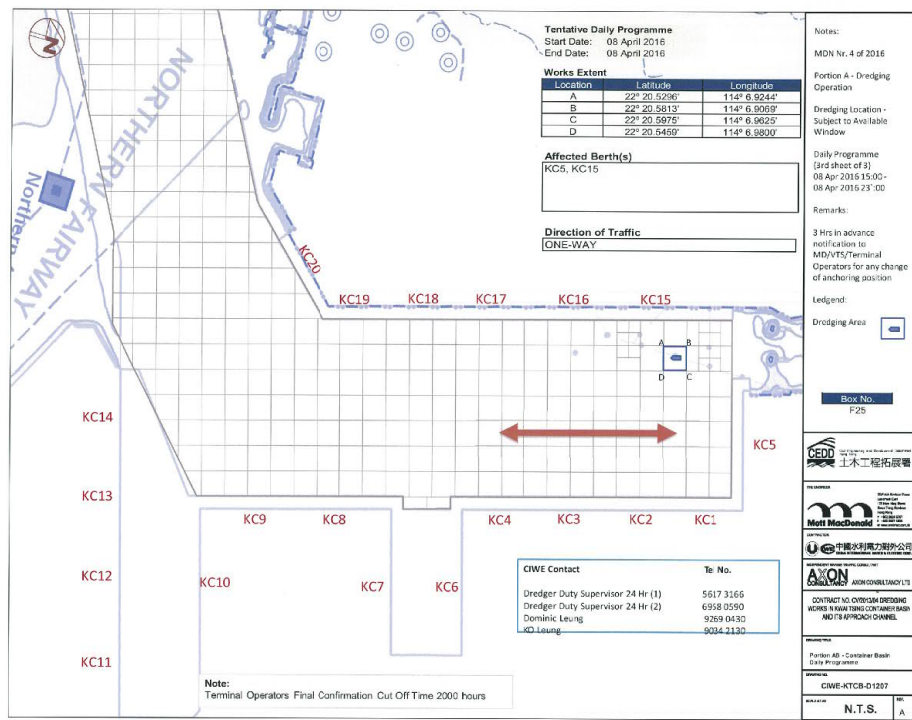 N
NORTHERN FAIRWAY
Northern
Tentative Daily Programme
Start Date: 08 April 2016
End Date: 08 April 2016
Works Extent
Location Latitude Longitude
A 22° 20.5296' 114° 6.9244'
B 22° 20.5813' 114° 6.9069'
C 22° 20.5975' 114° 6.9625'
D 22° 20.5459' 114° 6.9800'
Affected Berth(s)
KC5, KC15
Direction of Traffic
ONE-WAY
KC20
KC19 KC18 KC17 KC16 KC15
A B
D C
KC14
KC5
KC13
KC9 KC8 KC4 KC3 KC2 KC1
KC12
KC10 KC7 KC6
KC11
CIWE Contact Te No.
Dredger Duty Supervisor 24 Hr (1) 5617 3166
Dredger Duty Supervisor 24 Hr (2) 6958 0590
Dominic Leung 9269 0430
KO Leung 9034 2130
Note:
Terminal Operators Final Confirmation Cut Off Time 2000 hours
Notes:
MDN Nr. 4 of 2016
Portion A - Dredging
Operation
Dredging Location -
Subject to Available
Window
Daily Programme
(3rd sheet of 3)
08 Apr 2016 15:00 -
08 Apr 2016 23:00
Remarks:
3 Hrs in advance
notification to
MD/VTS/Terminal
Operators for any change
of anchoring position
Ledgend:
Dredging Area
Box No.
F25
CEDD
土木工程拓展署
Mott MacDonald
中國水利電力對外公司
AXON
CONSULTANCY AXON CONSULTANCY LTD
CONTRACT NO. CV/2013/04 DREDGING
WORKS IN KWAI TSING CONTAINER BASIN
AND ITS APPROACH CHANNEL
Portion AB - Container Basin
Daily Programme
CIWE-KTCB-D1207
N.T.S.
A